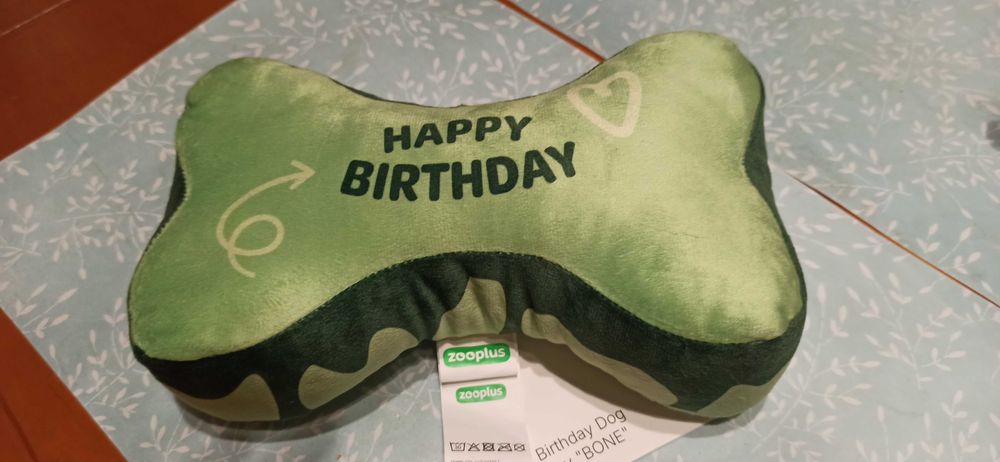 HAPPY
BIRTHDAY
zooplus
zooplus
Birthday Dog
"BONE"